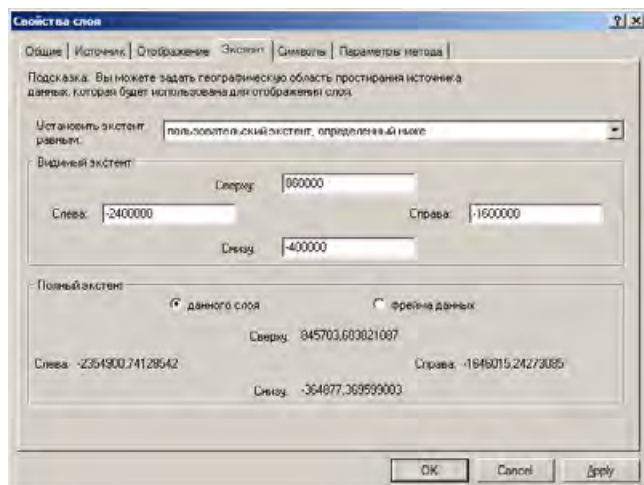 Свойства слоя
Общие Источник Отображение Экстент Символы Параметры метода
Подсказка: Вы можете задать географическую область простирания источника
данных, которая будет использована для отображения слоя.
Установить экстент
равным:
пользовательский экстент, определенный ниже
Видимый экстент
Сверху: 860000
Слева: -2400000 Справа: -1600000
Снизу: -400000
Полный экстент
данного слоя фрейма данных
Сверху: 845703,683821087
Слева: -2354900,74128542 Справа: -1646015,24273085
Снизу: -364877,369599003
OK Cancel Apply